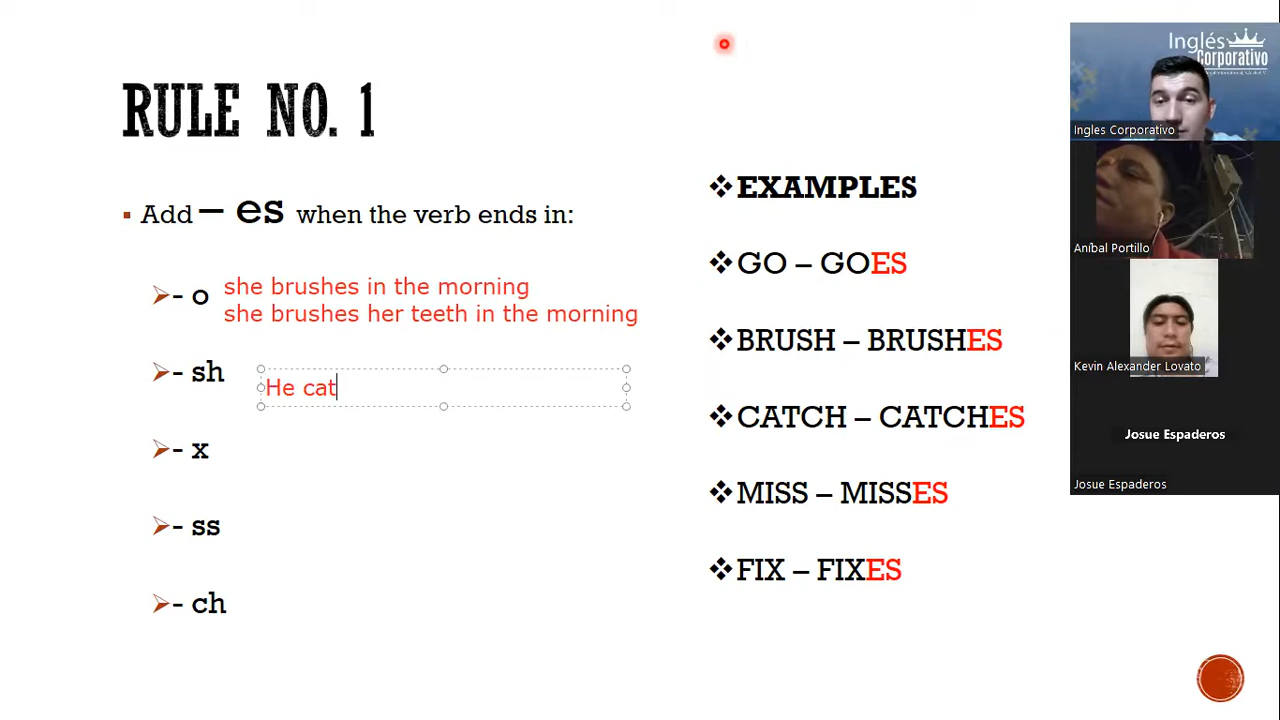 RULE NO. 1
▪ Add – es when the verb ends in:
- o
she brushes in the morning
she brushes her teeth in the morning
- sh
He cat
- x
- ss
- ch
EXAMPLES
GO – GOES
BRUSH – BRUSHES
CATCH – CATCHES
MISS – MISSES
FIX – FIXES
Inglés
Corporativo
Ingles Corporativo
Aníbal Portillo
Kevin Alexander Lovato
Josue Espaderos
Josue Espaderos